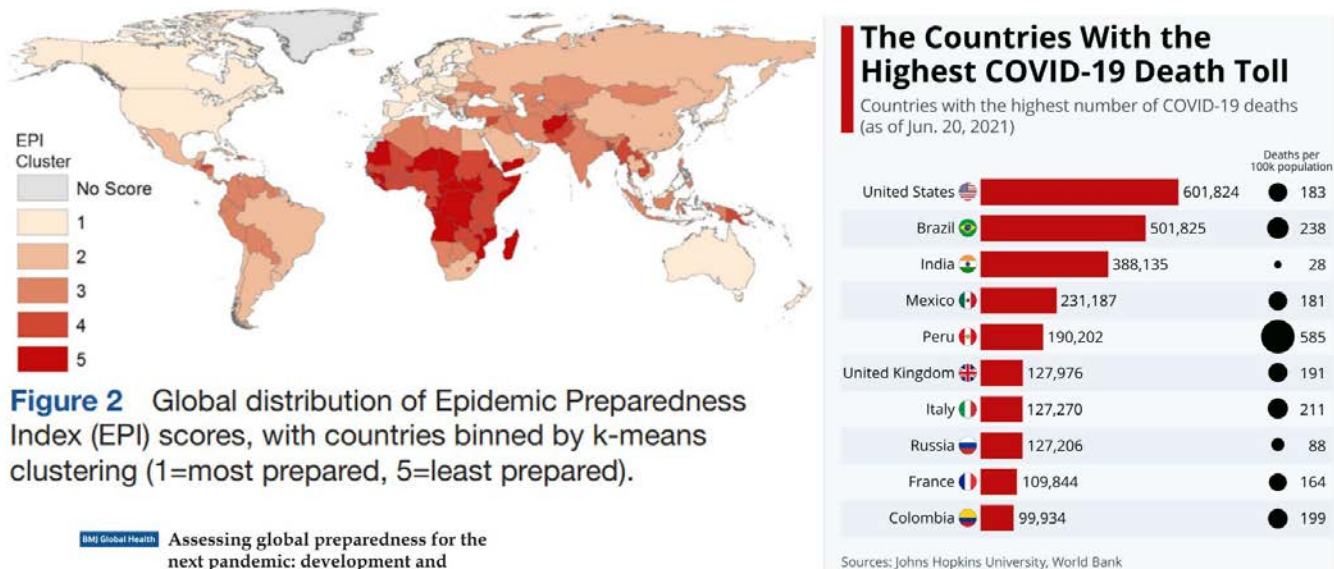 EPI
Cluster
No Score
1
2
3
4
5
Figure 2 Global distribution of Epidemic Preparedness
Index (EPI) scores, with countries binned by k-means
clustering (1=most prepared, 5=least prepared).
BMJ Global Health Assessing global preparedness for the
next pandemic: development and
The Countries With the
Highest COVID-19 Death Toll
Countries with the highest number of COVID-19 deaths
(as of Jun. 20, 2021)
Deaths per
100k population
United States 601,824 183
Brazil 501,825 238
India 388,135 28
Mexico 231,187 181
Peru 190,202 585
United Kingdom 127,976 191
Italy 127,270 211
Russia 127,206 88
France 109,844 164
Colombia 99,934 199
Sources: Johns Hopkins University, World Bank